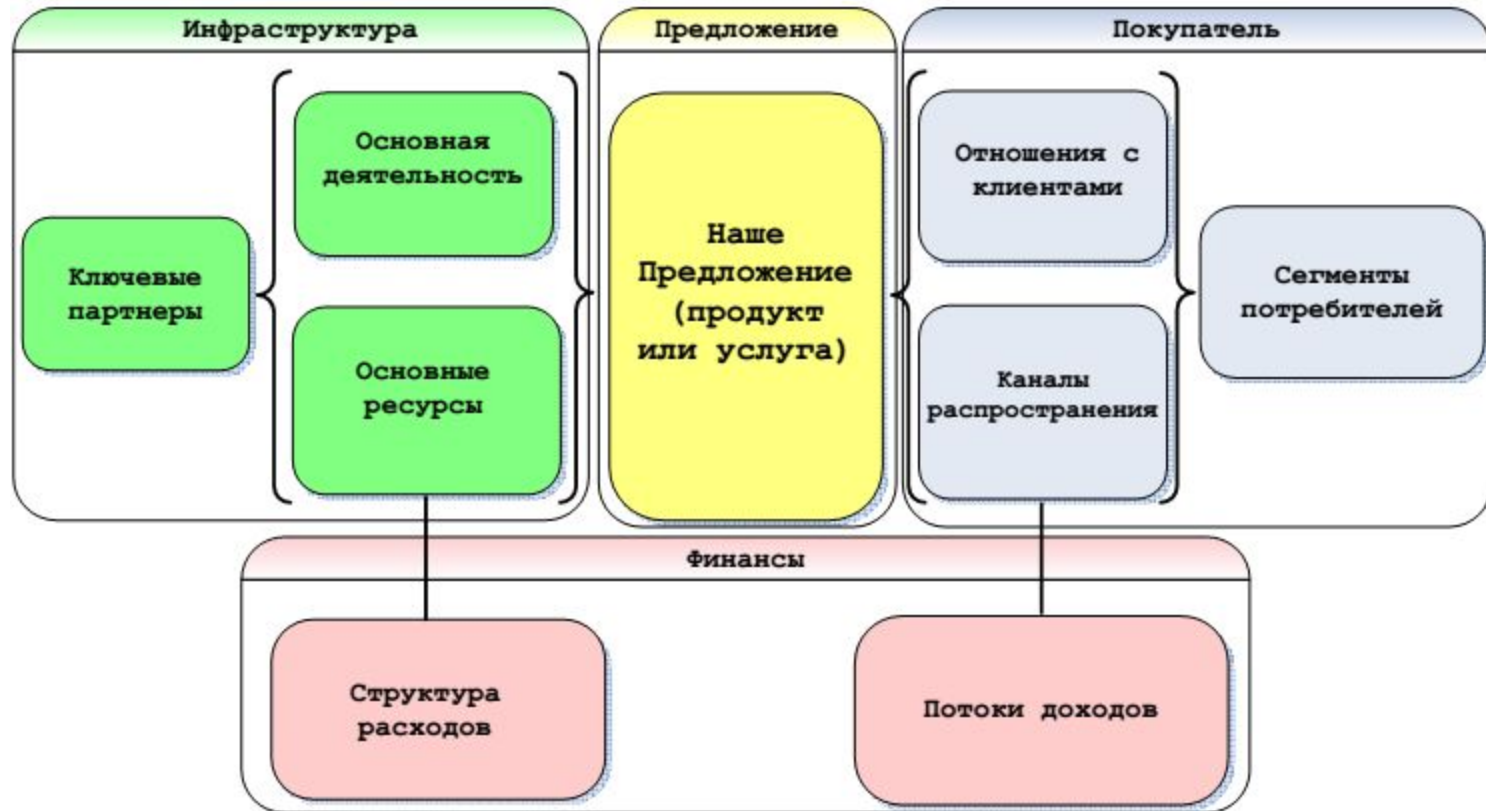 Инфраструктура
Предложение
Покупатель
Ключевые
партнеры
Основная
деятельность
Основные
ресурсы
Наше
Предложение
(продукт
или услуга)
Отношения с
клиентами
Каналы
распространения
Сегменты
потребителей
Финансы
Структура
расходов
Потоки доходов